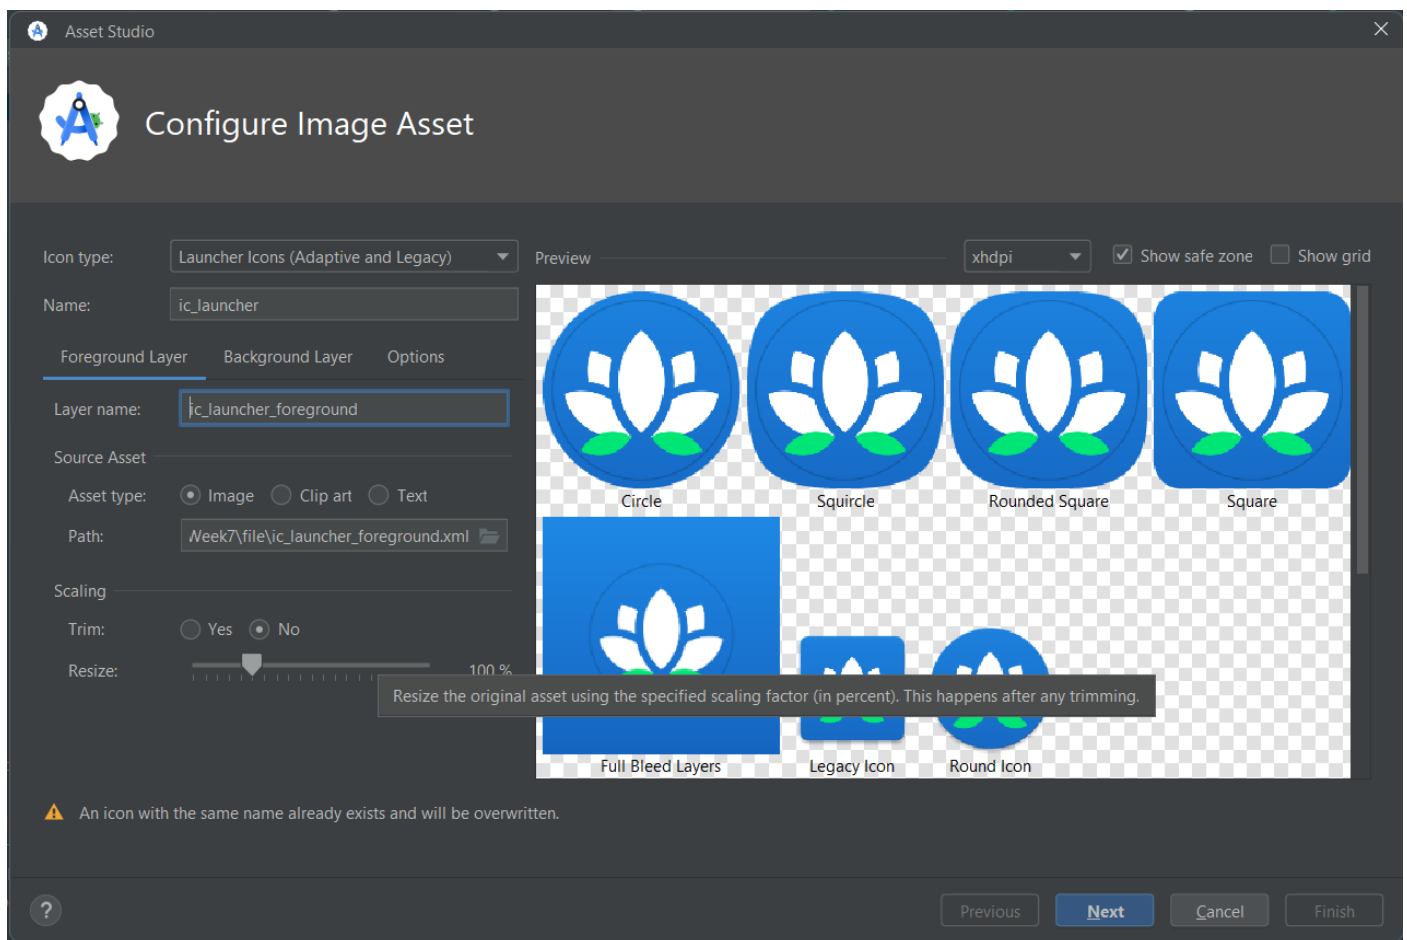 Asset Studio
Configure Image Asset
Icon type:
Launcher Icons (Adaptive and Legacy)
Name:
ic_launcher
Foreground Layer
Background Layer
Options
Layer name:
ic_launcher_foreground
Source Asset
Asset type:
Image
Clip art
Text
Path:
Week7\file\ic_launcher_foreground.xml
Scaling
Trim:
Yes
No
Resize:
100 %
Resize the original asset using the specified scaling factor (in percent). This happens after any trimming.
Preview
xhdpi
Show safe zone
Show grid
Circle
Squircle
Rounded Square
Square
Full Bleed Layers
Legacy Icon
Round Icon
An icon with the same name already exists and will be overwritten.
?
Previous
Next
Cancel
Finish